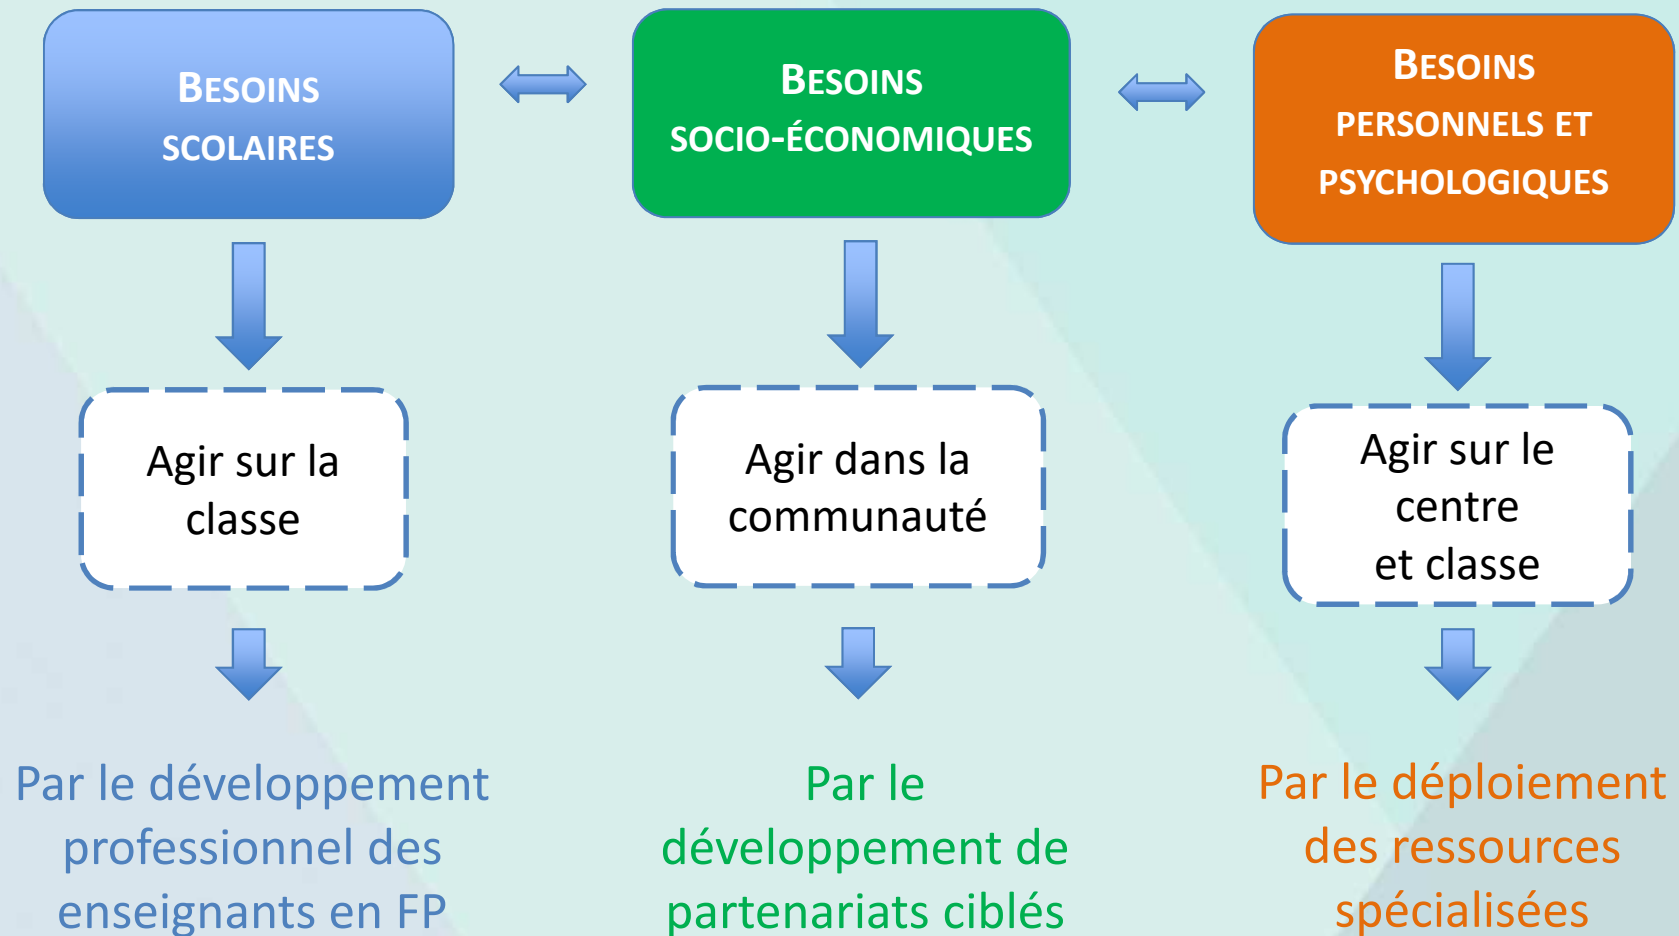 BESOINS
SCOLAIRES
BESOINS
SOCIO-ÉCONOMIQUES
BESOINS
PERSONNELS ET
PSYCHOLOGIQUES
Agir sur la
classe
Agir dans la
communauté
Agir sur le
centre
et classe
Par le développement
professionnel des
enseignants en FP
Par le
développement de
partenariats ciblés
Par le déploiement
des ressources
spécialisées